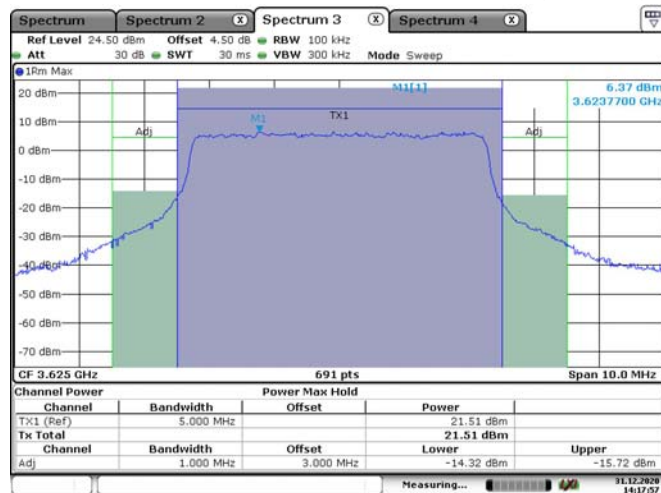 Spectrum Spectrum 2 X Spectrum 3 X Spectrum 4 X
Ref Level 24.50 dBm Offset 4.50 dB RBW 100 kHz
Att 30 dB SWT 30 ms VBW 300 kHz Mode Sweep
1Rm Max
M1[1] 6.37 dBm
3.6237700 GHz
20 dBm
TX1
10 dBm
M1
Adj Adj
0 dBm
-10 dBm
-20 dBm
-30 dBm
-40 dBm
-50 dBm
-60 dBm
-70 dBm
CF 3.625 GHz 691 pts Span 10.0 MHz
Channel Power Power Max Hold
Channel Bandwidth Offset Power
TX1 (Ref) 5.000 MHz 21.51 dBm
Tx Total 21.51 dBm
Channel Bandwidth Offset Lower Upper
Adj 1.000 MHz 3.000 MHz -14.32 dBm -15.72 dBm
Measuring... 31.12.2020
14:17:57